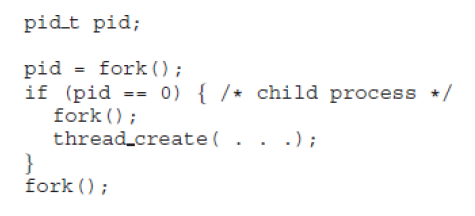 pid_t pid;
pid = fork();
if (pid == 0) { /* child process */
fork();
thread_create( . . .);
}
fork();